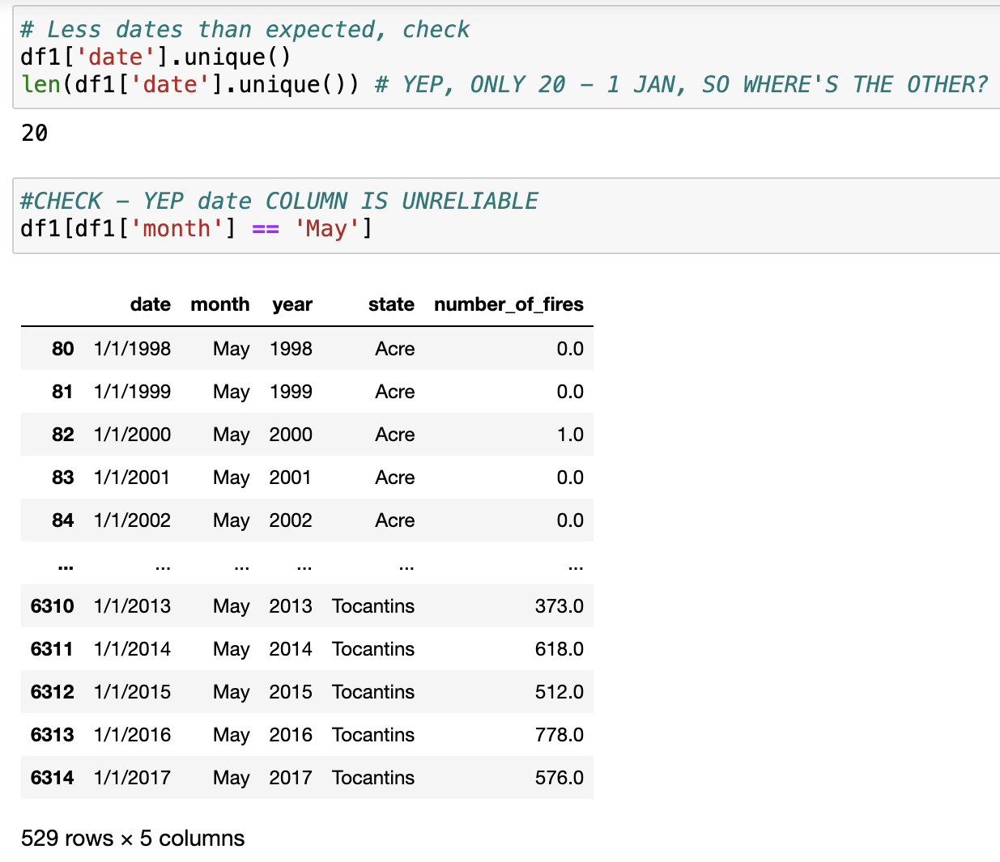 # Less dates than expected, check
df1['date'].unique()
len(df1['date'].unique()) # YEP, ONLY 20 – 1 JAN, SO WHERE'S THE OTHER?
20
#CHECK – YEP date COLUMN IS UNRELIABLE
df1[df1['month'] == 'May']
date month year state number_of_fires
80 1/1/1998 May 1998 Acre 0.0
81 1/1/1999 May 1999 Acre 0.0
82 1/1/2000 May 2000 Acre 1.0
83 1/1/2001 May 2001 Acre 0.0
84 1/1/2002 May 2002 Acre 0.0
... ... ... ... ... ...
6310 1/1/2013 May 2013 Tocantins 373.0
6311 1/1/2014 May 2014 Tocantins 618.0
6312 1/1/2015 May 2015 Tocantins 512.0
6313 1/1/2016 May 2016 Tocantins 778.0
6314 1/1/2017 May 2017 Tocantins 576.0
529 rows × 5 columns